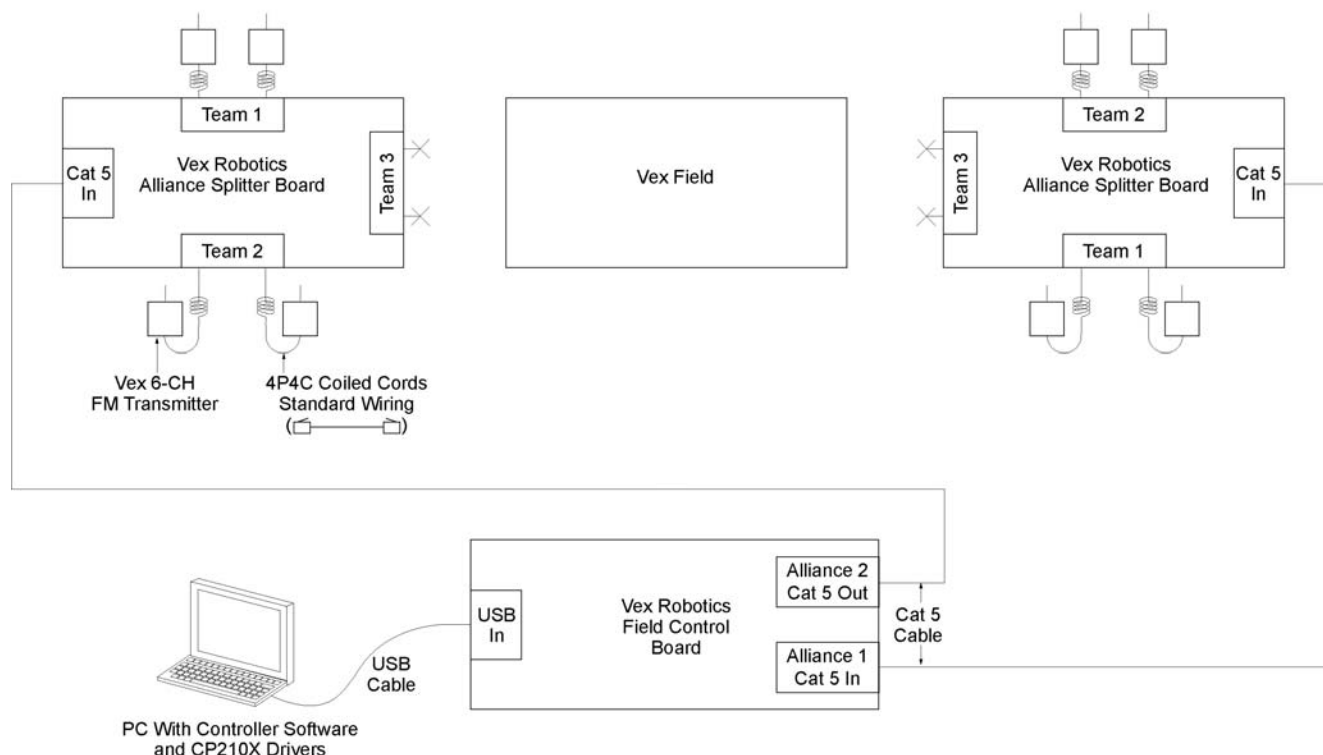 Team 1
Cat 5
In
Vex Robotics
Alliance Splitter Board
Team 3
Team 2
Vex 6-CH
FM Transmitter
4P4C Coiled Cords
Standard Wiring
Vex Field
Team 2
Team 3
Vex Robotics
Alliance Splitter Board
Cat 5
In
Team 1
USB
In
Vex Robotics
Field Control
Board
Alliance 2
Cat 5 Out
Alliance 1
Cat 5 In
Cat 5
Cable
USB
Cable
PC With Controller Software
and CP210X Drivers